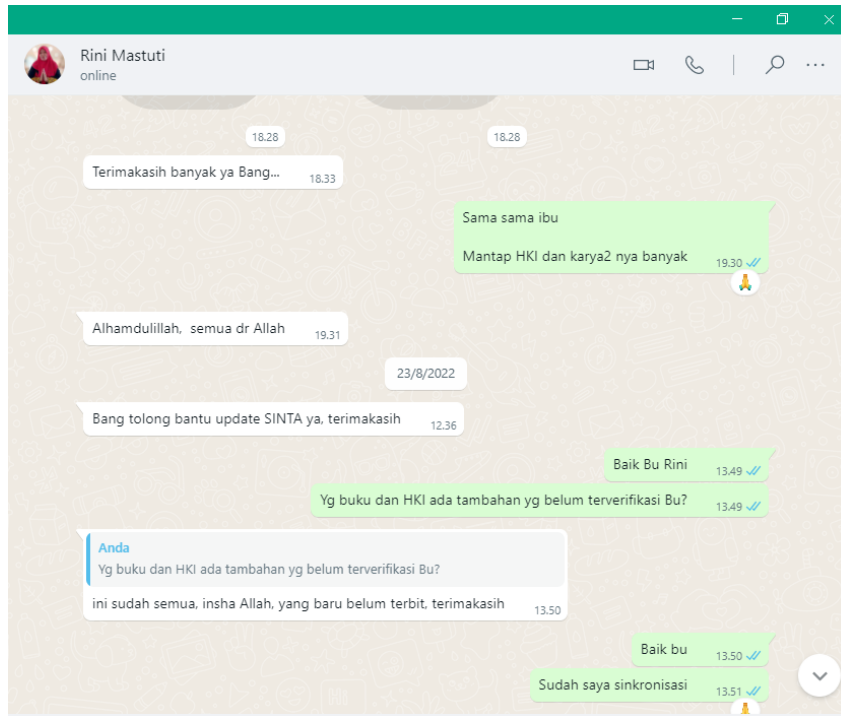 Rini Mastuti
online
18.28
18.28
Terimakasih banyak ya Bang...
18.33
Sama sama ibu
Mantap HKI dan karya2 nya banyak
19.30
Alhamdulillah, semua dr Allah
19.31
23/8/2022
Bang tolong bantu update SINTA ya, terimakasih
12.36
Baik Bu Rini
13.49
Yg buku dan HKI ada tambahan yg belum terverifikasi Bu?
13.49
Anda
Yg buku dan HKI ada tambahan yg belum terverifikasi Bu?
ini sudah semua, insha Allah, yang baru belum terbit, terimakasih
13.50
Baik bu
13.50
Sudah saya sinkronisasi
13.51